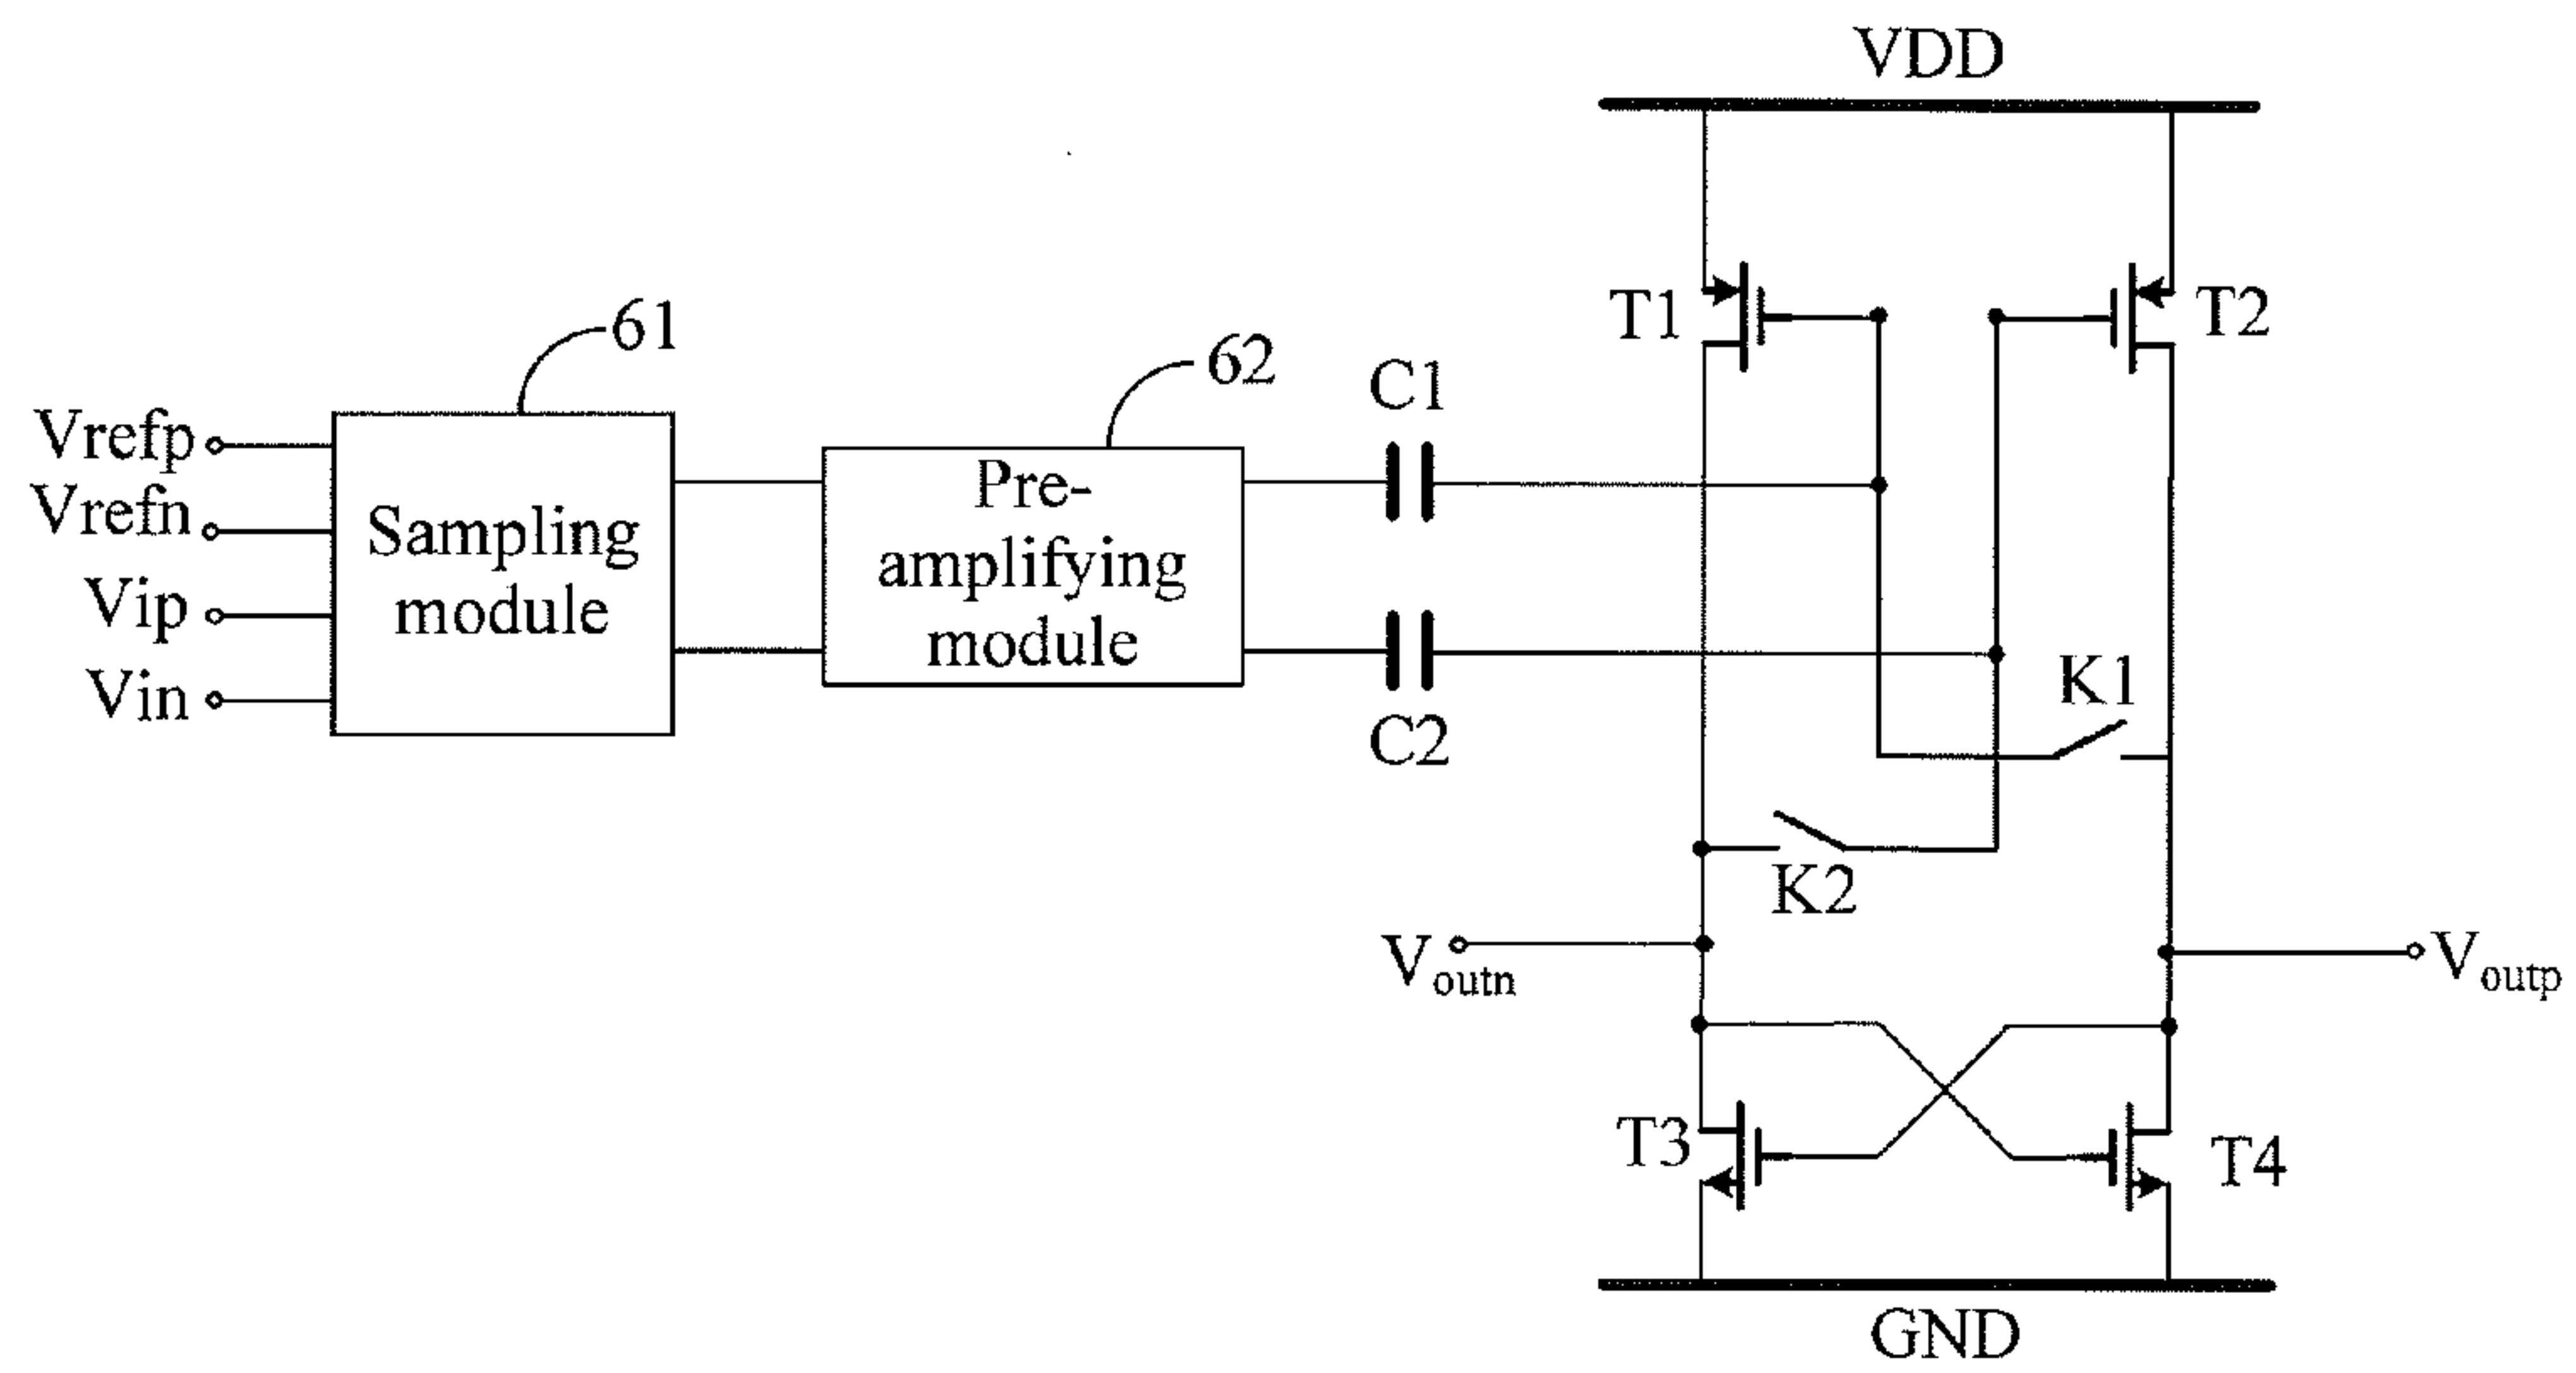 VDD
61
62
T1
T2
C1
Vrefp
Vrefn
Vip
Vin
Sampling
module
Pre-
amplifying
module
C2
K1
K2
Voutn
Voutp
T3
T4
GND